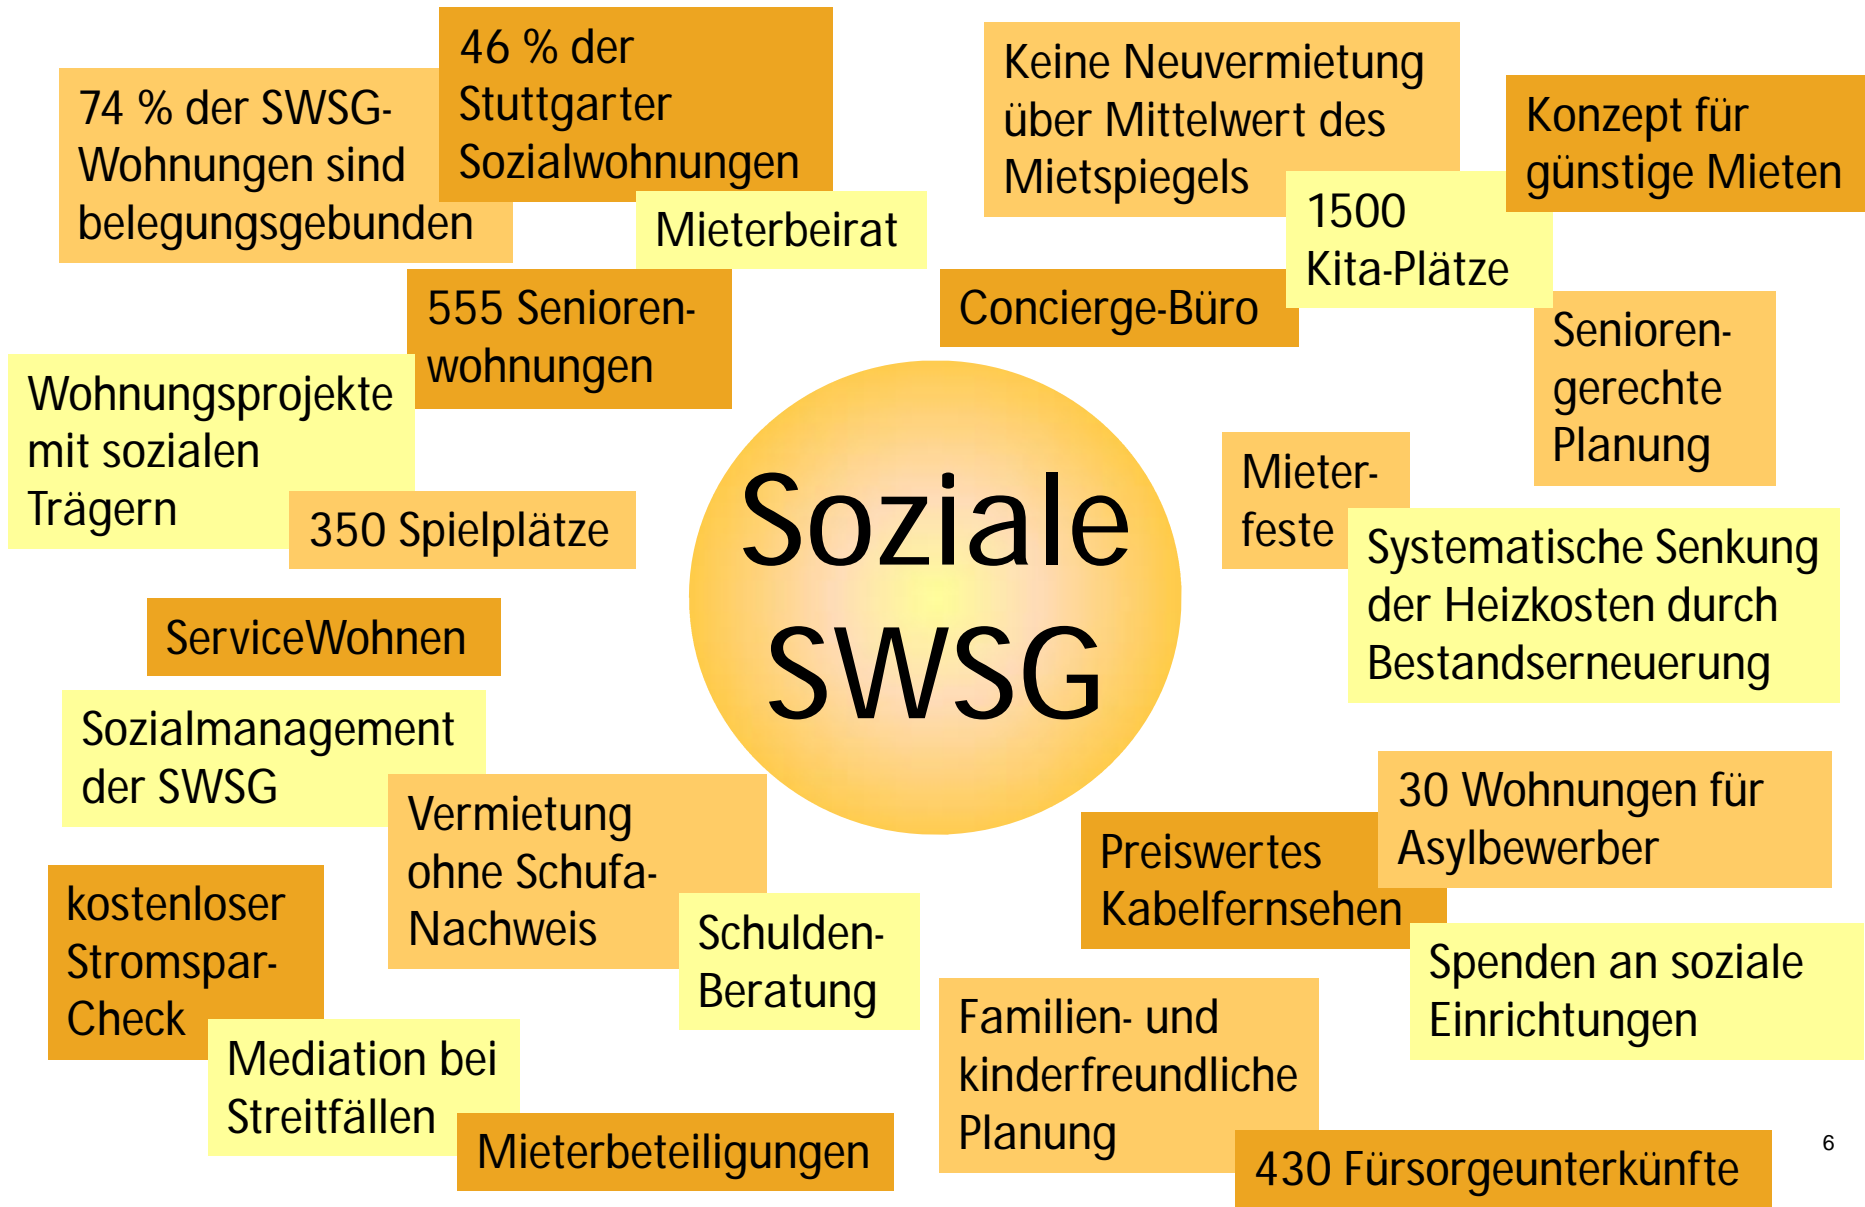 74 % der SWSG-
Wohnungen sind
belegungsgebunden
46 % der
Stuttgarter
Sozialwohnungen
Mieterbeirat
Keine Neuvermietung
über Mittelwert des
Mietspiegels
1500
Kita-Plätze
Konzept für
günstige Mieten
555 Senioren-
wohnungen
Concierge-Büro
Senioren-
gerechte
Planung
Wohnungsprojekte
mit sozialen
Trägern
350 Spielplätze
Soziale
SWSG
Mieter-
feste
Systematische Senkung
der Heizkosten durch
Bestandserneuerung
ServiceWohnen
Sozialmanagement
der SWSG
Vermietung
ohne Schufa-
Nachweis
Schulden-
Beratung
30 Wohnungen für
Asylbewerber
Preiswertes
Kabelfernsehen
Spenden an soziale
Einrichtungen
kostenloser
Stromspar-
Check
Mediation bei
Streitfällen
Mieterbeteiligungen
Familien- und
kinderfreundliche
Planung
430 Fürsorgeunterkünfte
6